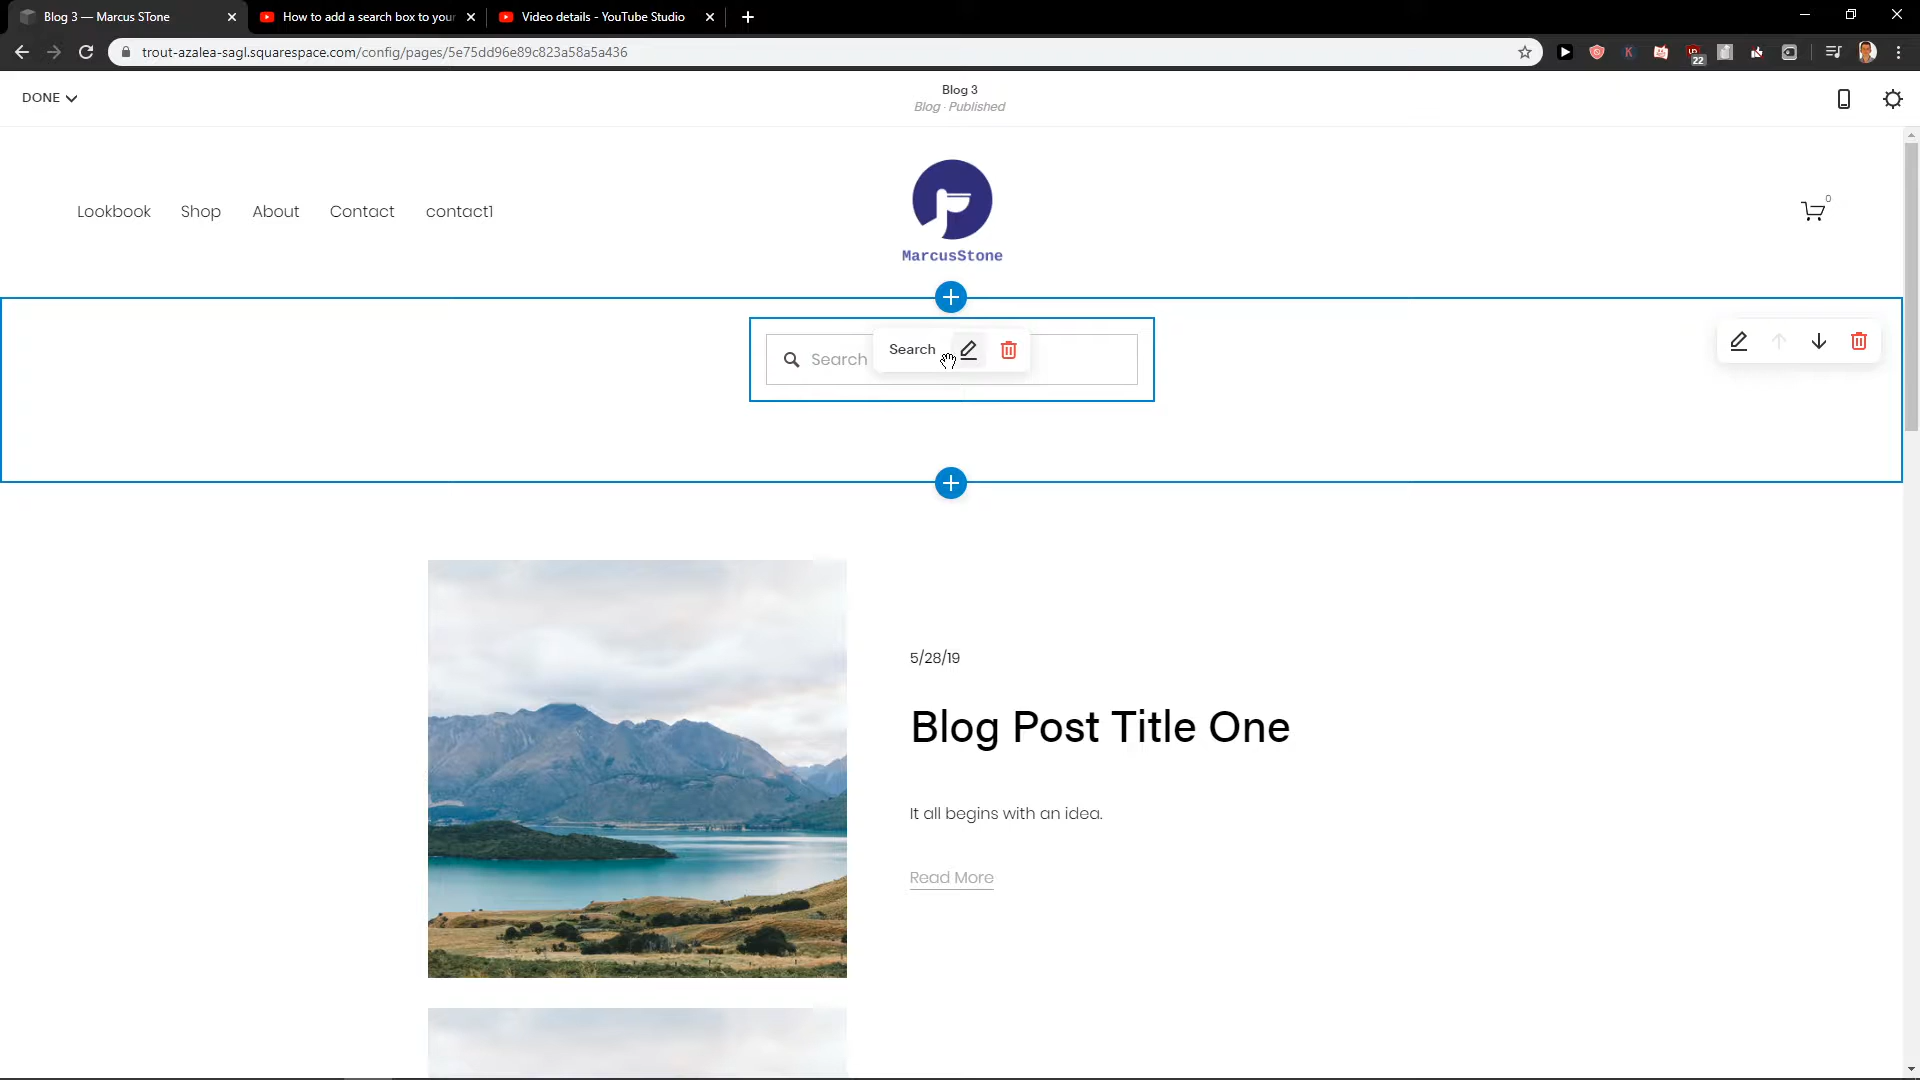 Blog 3 — Marcus STone
How to add a search box to your
Video details - YouTube Studio
trout-azalea-sagl.squarespace.com/config/pages/5e75dd96e89c823a58a5a436
22
DONE
Blog 3
Blog · Published
Lookbook
Shop
About
Contact
contact1
MarcusStone
0
Search
Search
5/28/19
Blog Post Title One
It all begins with an idea.
Read More